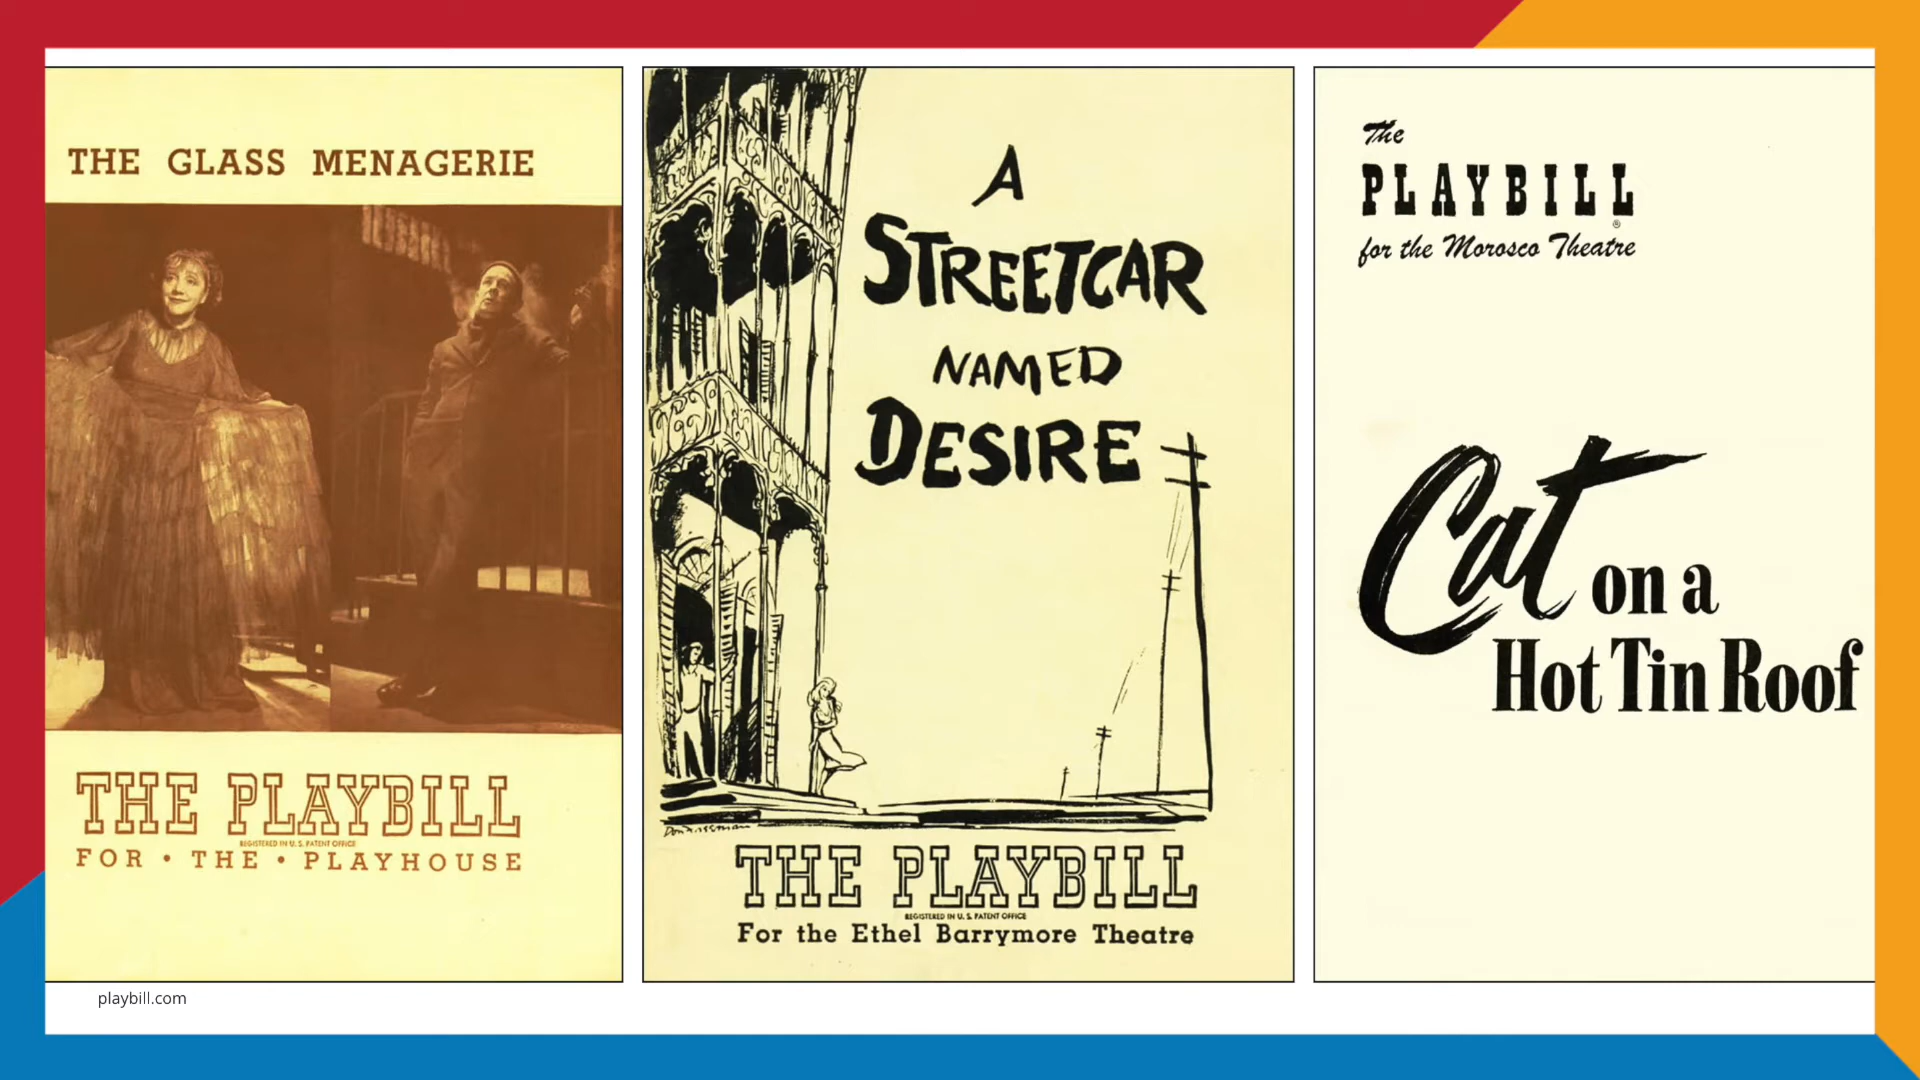 THE GLASS MENAGERIE
THE PLAYBILL
REGISTERED IN U. S. PATENT OFFICE
FOR • THE • PLAYHOUSE
A
STREETCAR
NAMED
DESIRE
THE PLAYBILL
REGISTERED IN U. S. PATENT OFFICE
For the Ethel Barrymore Theatre
The
PLAYBILL
®
for the Morosco Theatre
Cat on a
Hot Tin Roof
playbill.com